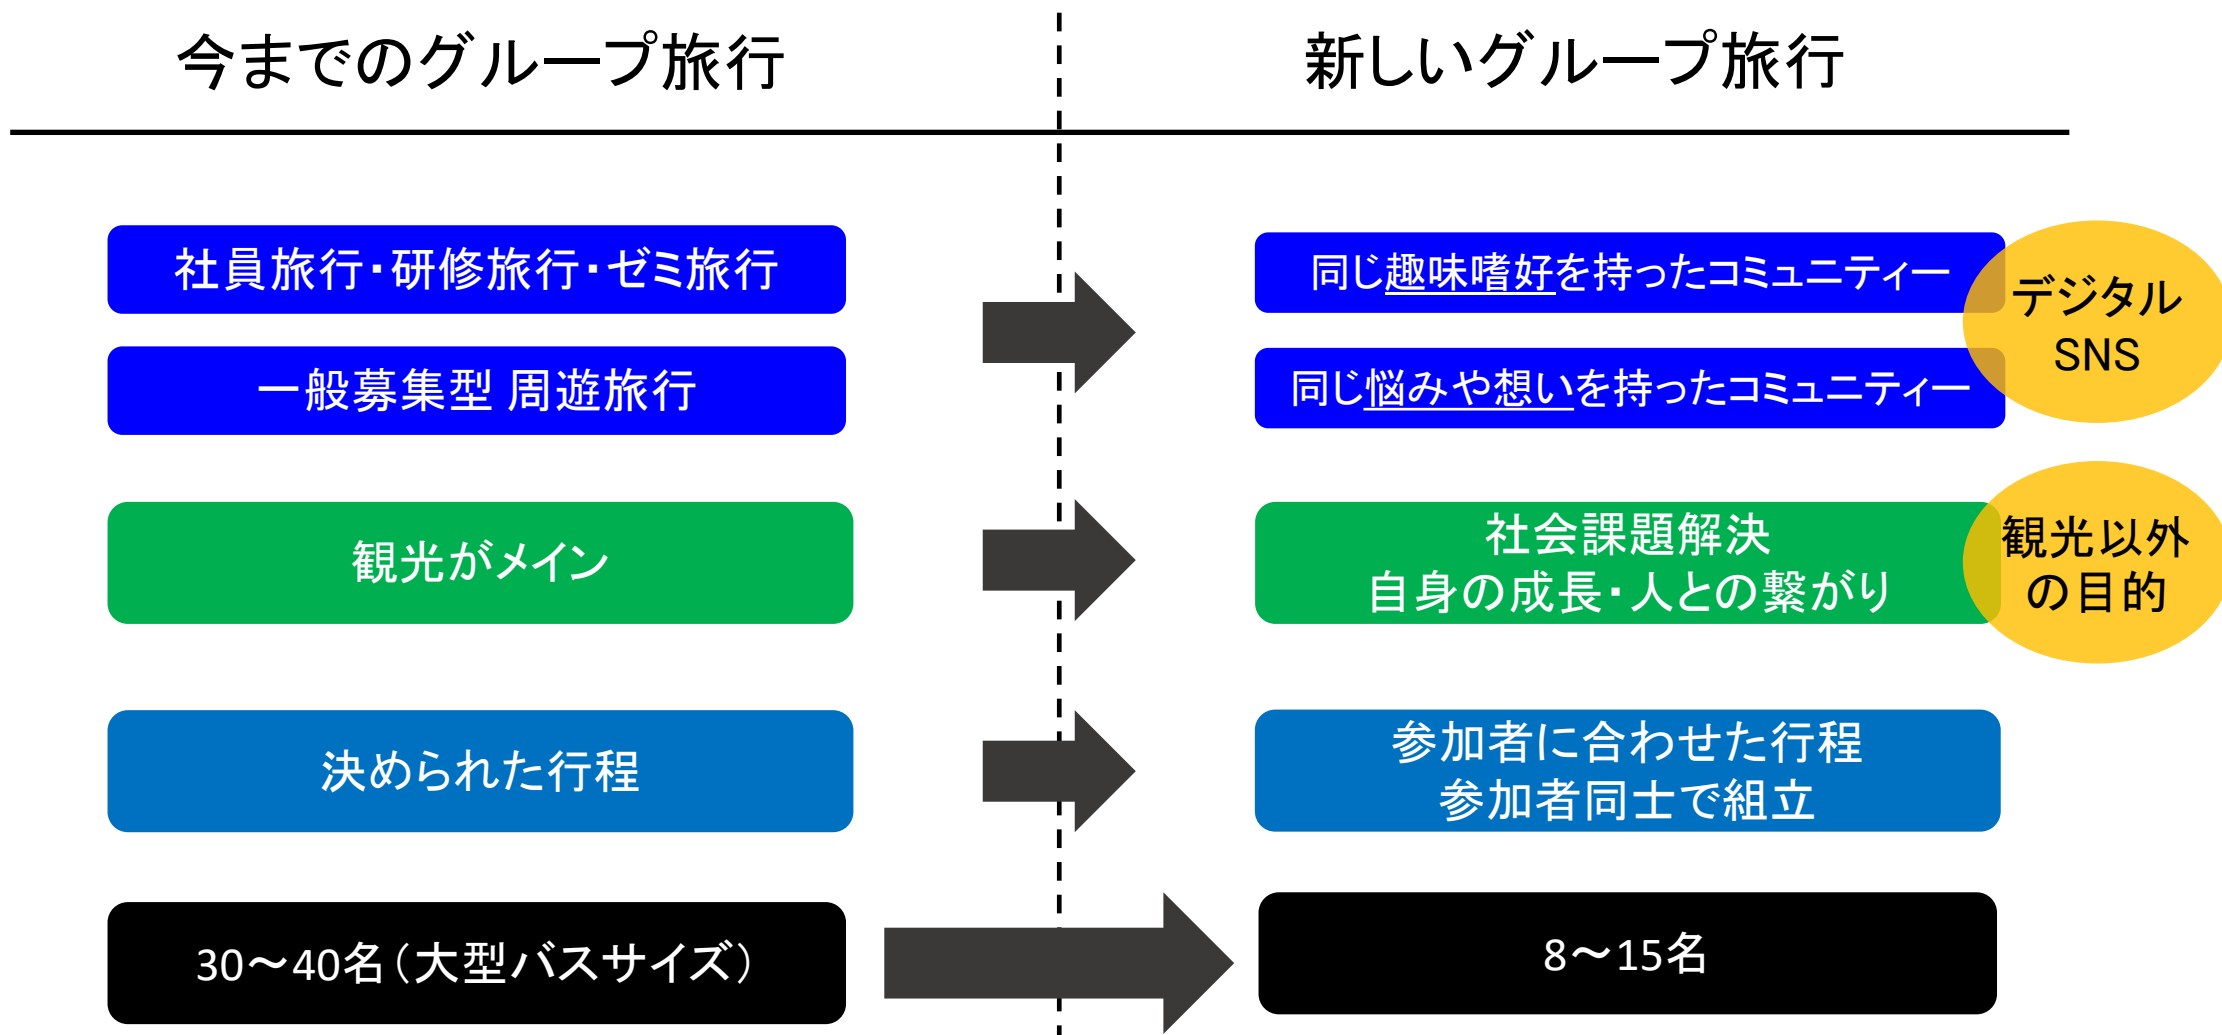 今までのグループ旅行
新しいグループ旅行
社員旅行・研修旅行・ゼミ旅行
一般募集型 周遊旅行
同じ趣味嗜好を持ったコミュニティー
同じ悩みや想いを持ったコミュニティー
デジタル
SNS
観光がメイン
社会課題解決
自身の成長・人との繋がり
観光以外
の目的
決められた行程
参加者に合わせた行程
参加者同士で組立
30～40名（大型バスサイズ）
8～15名